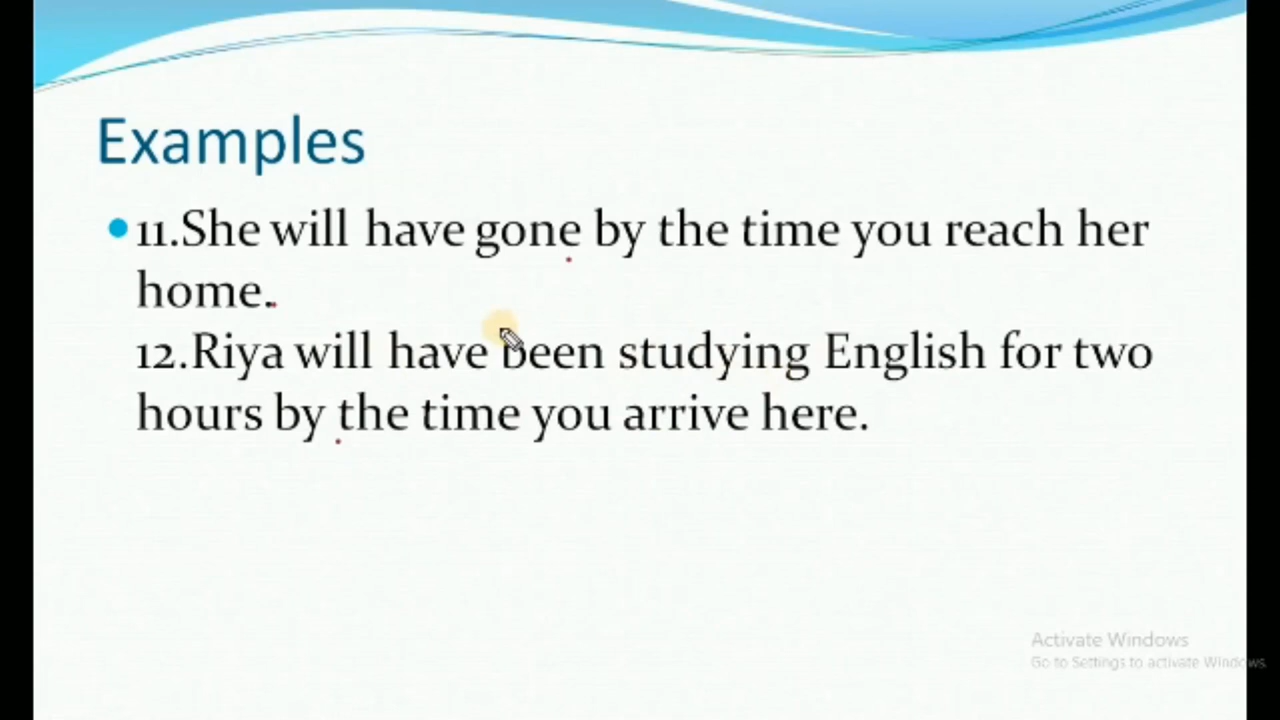 Examples
11.She will have gone by the time you reach her
home.
12.Riya will have been studying English for two
hours by the time you arrive here.
Activate Windows
Go to Settings to activate Windows.